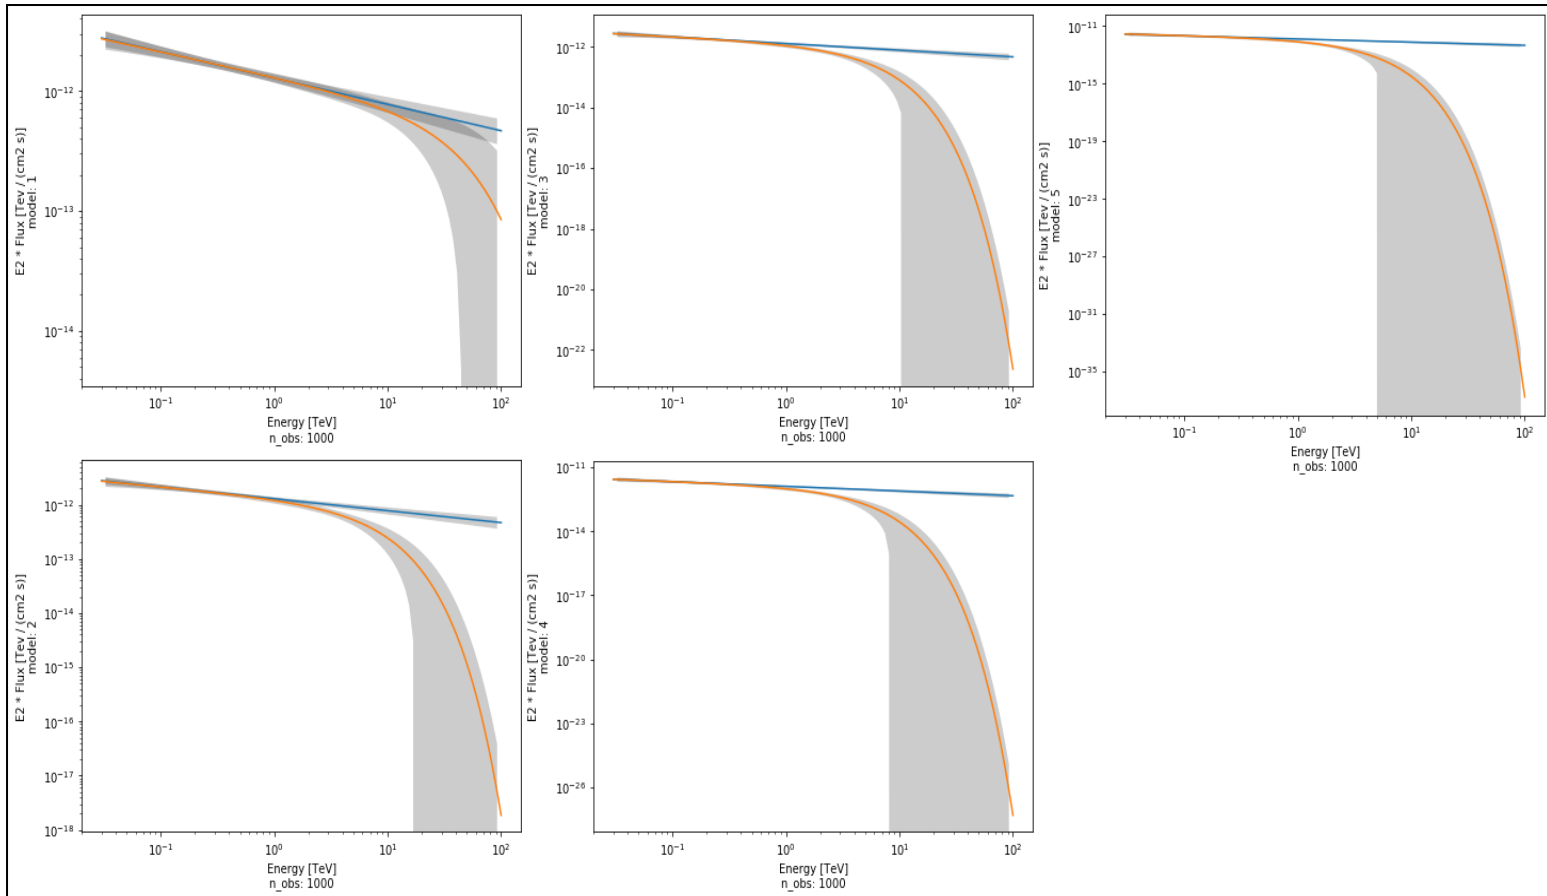 E2 * Flux [Tev / (cm2 s)]
model: 1
10⁻¹²
10⁻¹³
10⁻¹⁴
10⁻¹ 10⁰ 10¹ 10²
Energy [TeV]
n_obs: 1000
E2 * Flux [Tev / (cm2 s)]
model: 3
10⁻¹²
10⁻¹⁴
10⁻¹⁶
10⁻¹⁸
10⁻²⁰
10⁻²²
10⁻¹ 10⁰ 10¹ 10²
Energy [TeV]
n_obs: 1000
E2 * Flux [Tev / (cm2 s)]
model: 5
10⁻¹¹
10⁻¹⁵
10⁻¹⁹
10⁻²³
10⁻²⁷
10⁻³¹
10⁻³⁵
10⁻¹ 10⁰ 10¹ 10²
Energy [TeV]
n_obs: 1000
E2 * Flux [Tev / (cm2 s)]
model: 2
10⁻¹²
10⁻¹³
10⁻¹⁴
10⁻¹⁵
10⁻¹⁶
10⁻¹⁷
10⁻¹⁸
10⁻¹ 10⁰ 10¹ 10²
Energy [TeV]
n_obs: 1000
E2 * Flux [Tev / (cm2 s)]
model: 4
10⁻¹¹
10⁻¹⁴
10⁻¹⁷
10⁻²⁰
10⁻²³
10⁻²⁶
10⁻¹ 10⁰ 10¹ 10²
Energy [TeV]
n_obs: 1000